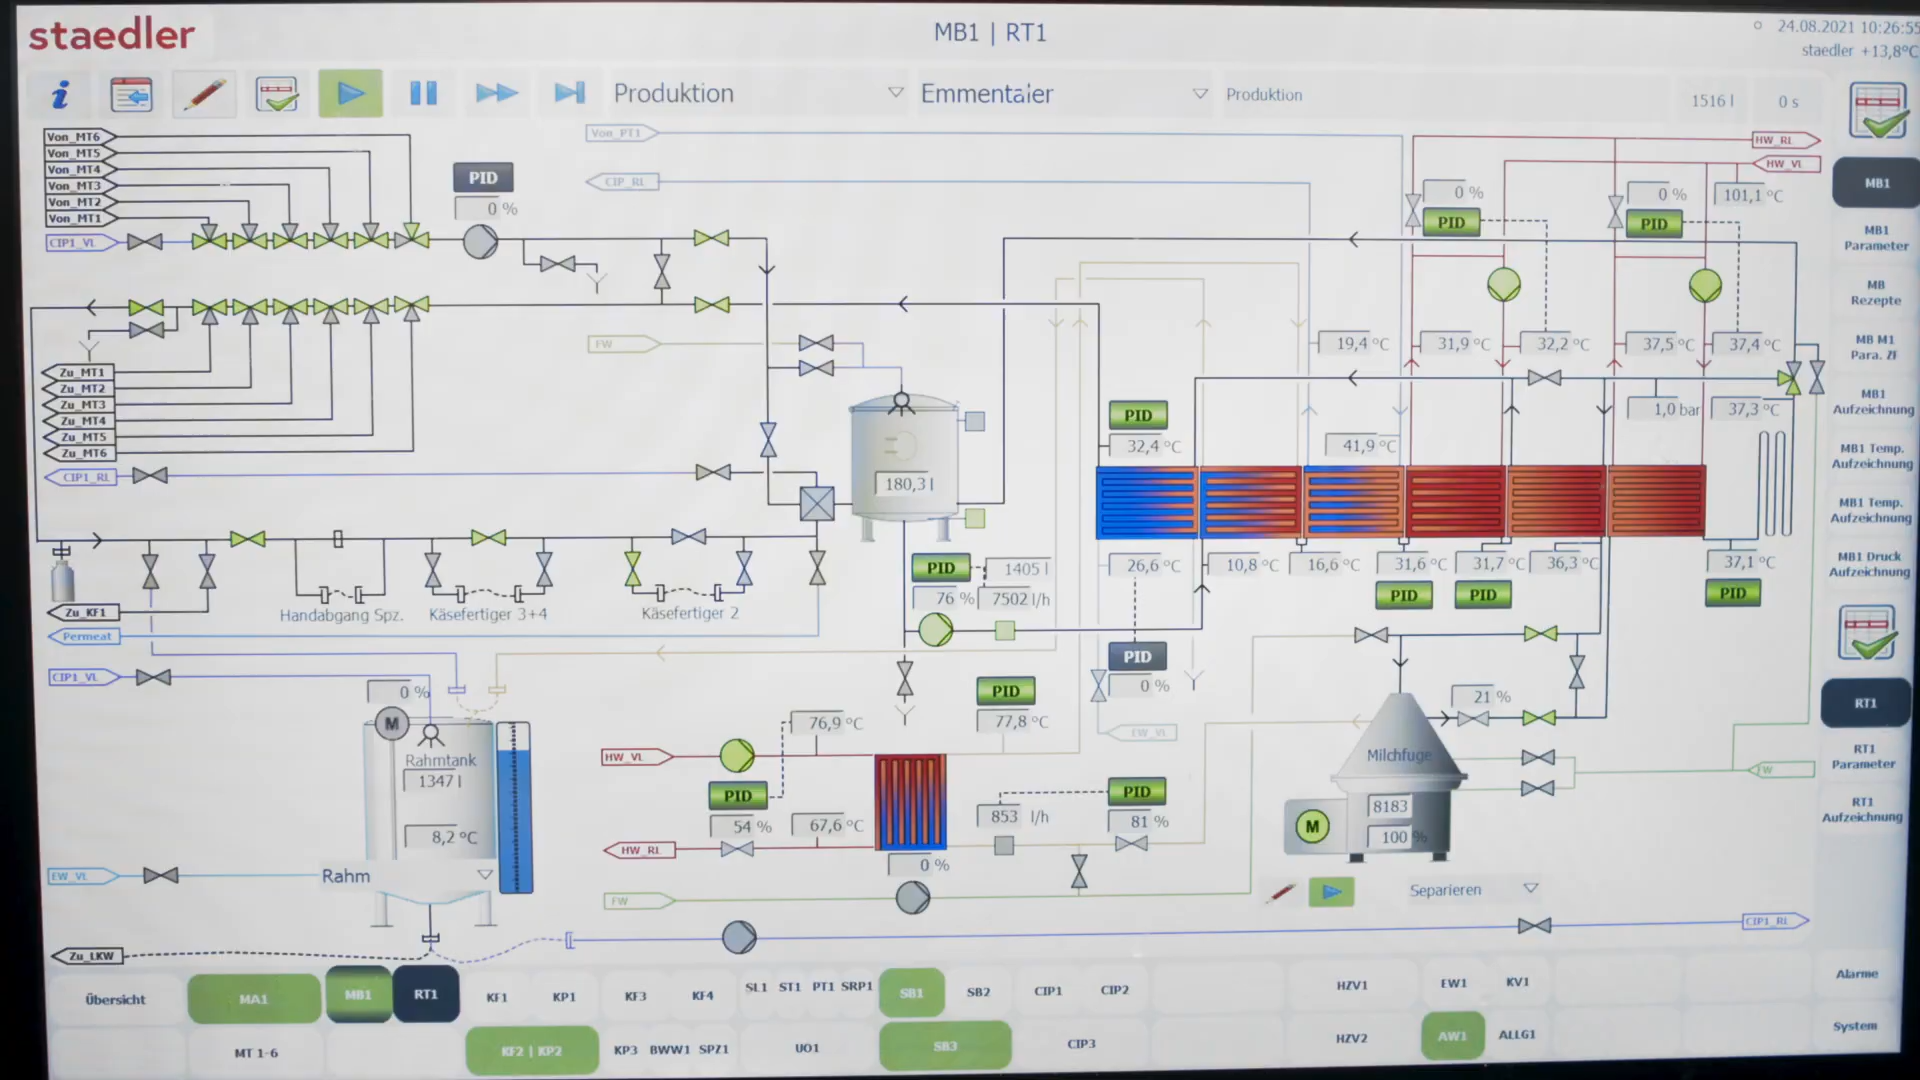 staedler
MB1 | RT1
24.08.2021 10:26:55
staedler +13,8°C
i
Produktion
Emmentaler
Produktion
1516 l
0 s
Von_MT6
Von_MT5
Von_MT4
Von_MT3
Von_MT2
Von_MT1
CIP1_VL
PID
0 %
Von_PT1
CIP_RL
HW_RL
HW_VL
0 %
PID
0 %
PID
101,1 °C
MB1
MB1
Parameter
MB
Rezepte
MB M1
Para. ZF
MB1
Aufzeichnung
MB1 Temp.
Aufzeichnung
MB1 Temp.
Aufzeichnung
MB1 Druck
Aufzeichnung
FW
19,4 °C
31,9 °C
32,2 °C
37,5 °C
37,4 °C
Zu_MT1
Zu_MT2
Zu_MT3
Zu_MT4
Zu_MT5
Zu_MT6
CIP1_RL
180,3 l
PID
32,4 °C
41,9 °C
1,0 bar
37,3 °C
PID
1405 l
76 %
7502 l/h
26,6 °C
10,8 °C
16,6 °C
31,6 °C
31,7 °C
36,3 °C
37,1 °C
PID
PID
PID
Zu_KF1
Handabgang Spz.
Käsefertiger 3+4
Käsefertiger 2
Permeat
CIP1_VL
0 %
M
Rahmtank
1347 l
8,2 °C
EW_VL
Rahm
Zu_LKW
PID
77,8 °C
76,9 °C
HW_VL
PID
54 %
67,6 °C
HW_RL
0 %
FW
853 l/h
PID
81 %
PID
0 %
EW_VL
21 %
Milchfuge
8183
100 %
M
Separieren
FW
CIP1_RL
RT1
RT1
Parameter
RT1
Aufzeichnung
Übersicht
MA1
MB1
RT1
KF1
KP1
KF3
KF4
SL1
ST1
PT1
SRP1
SB1
SB2
CIP1
CIP2
HZV1
EW1
KV1
Alarme
MT 1-6
KF2 | KP2
KP3
BWW1
SPZ1
UO1
SB3
CIP3
HZV2
AW1
ALLG1
System